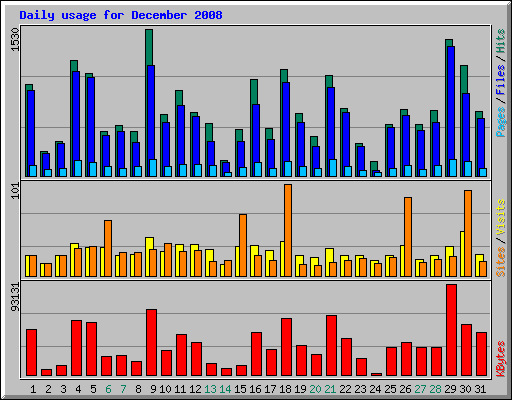 Daily usage for December 2008
1530
Pages / Files / Hits
101
Sites / Visits
93131
KBytes
1 2 3 4 5 6 7 8 9 10 11 12 13 14 15 16 17 18 19 20 21 22 23 24 25 26 27 28 29 30 31